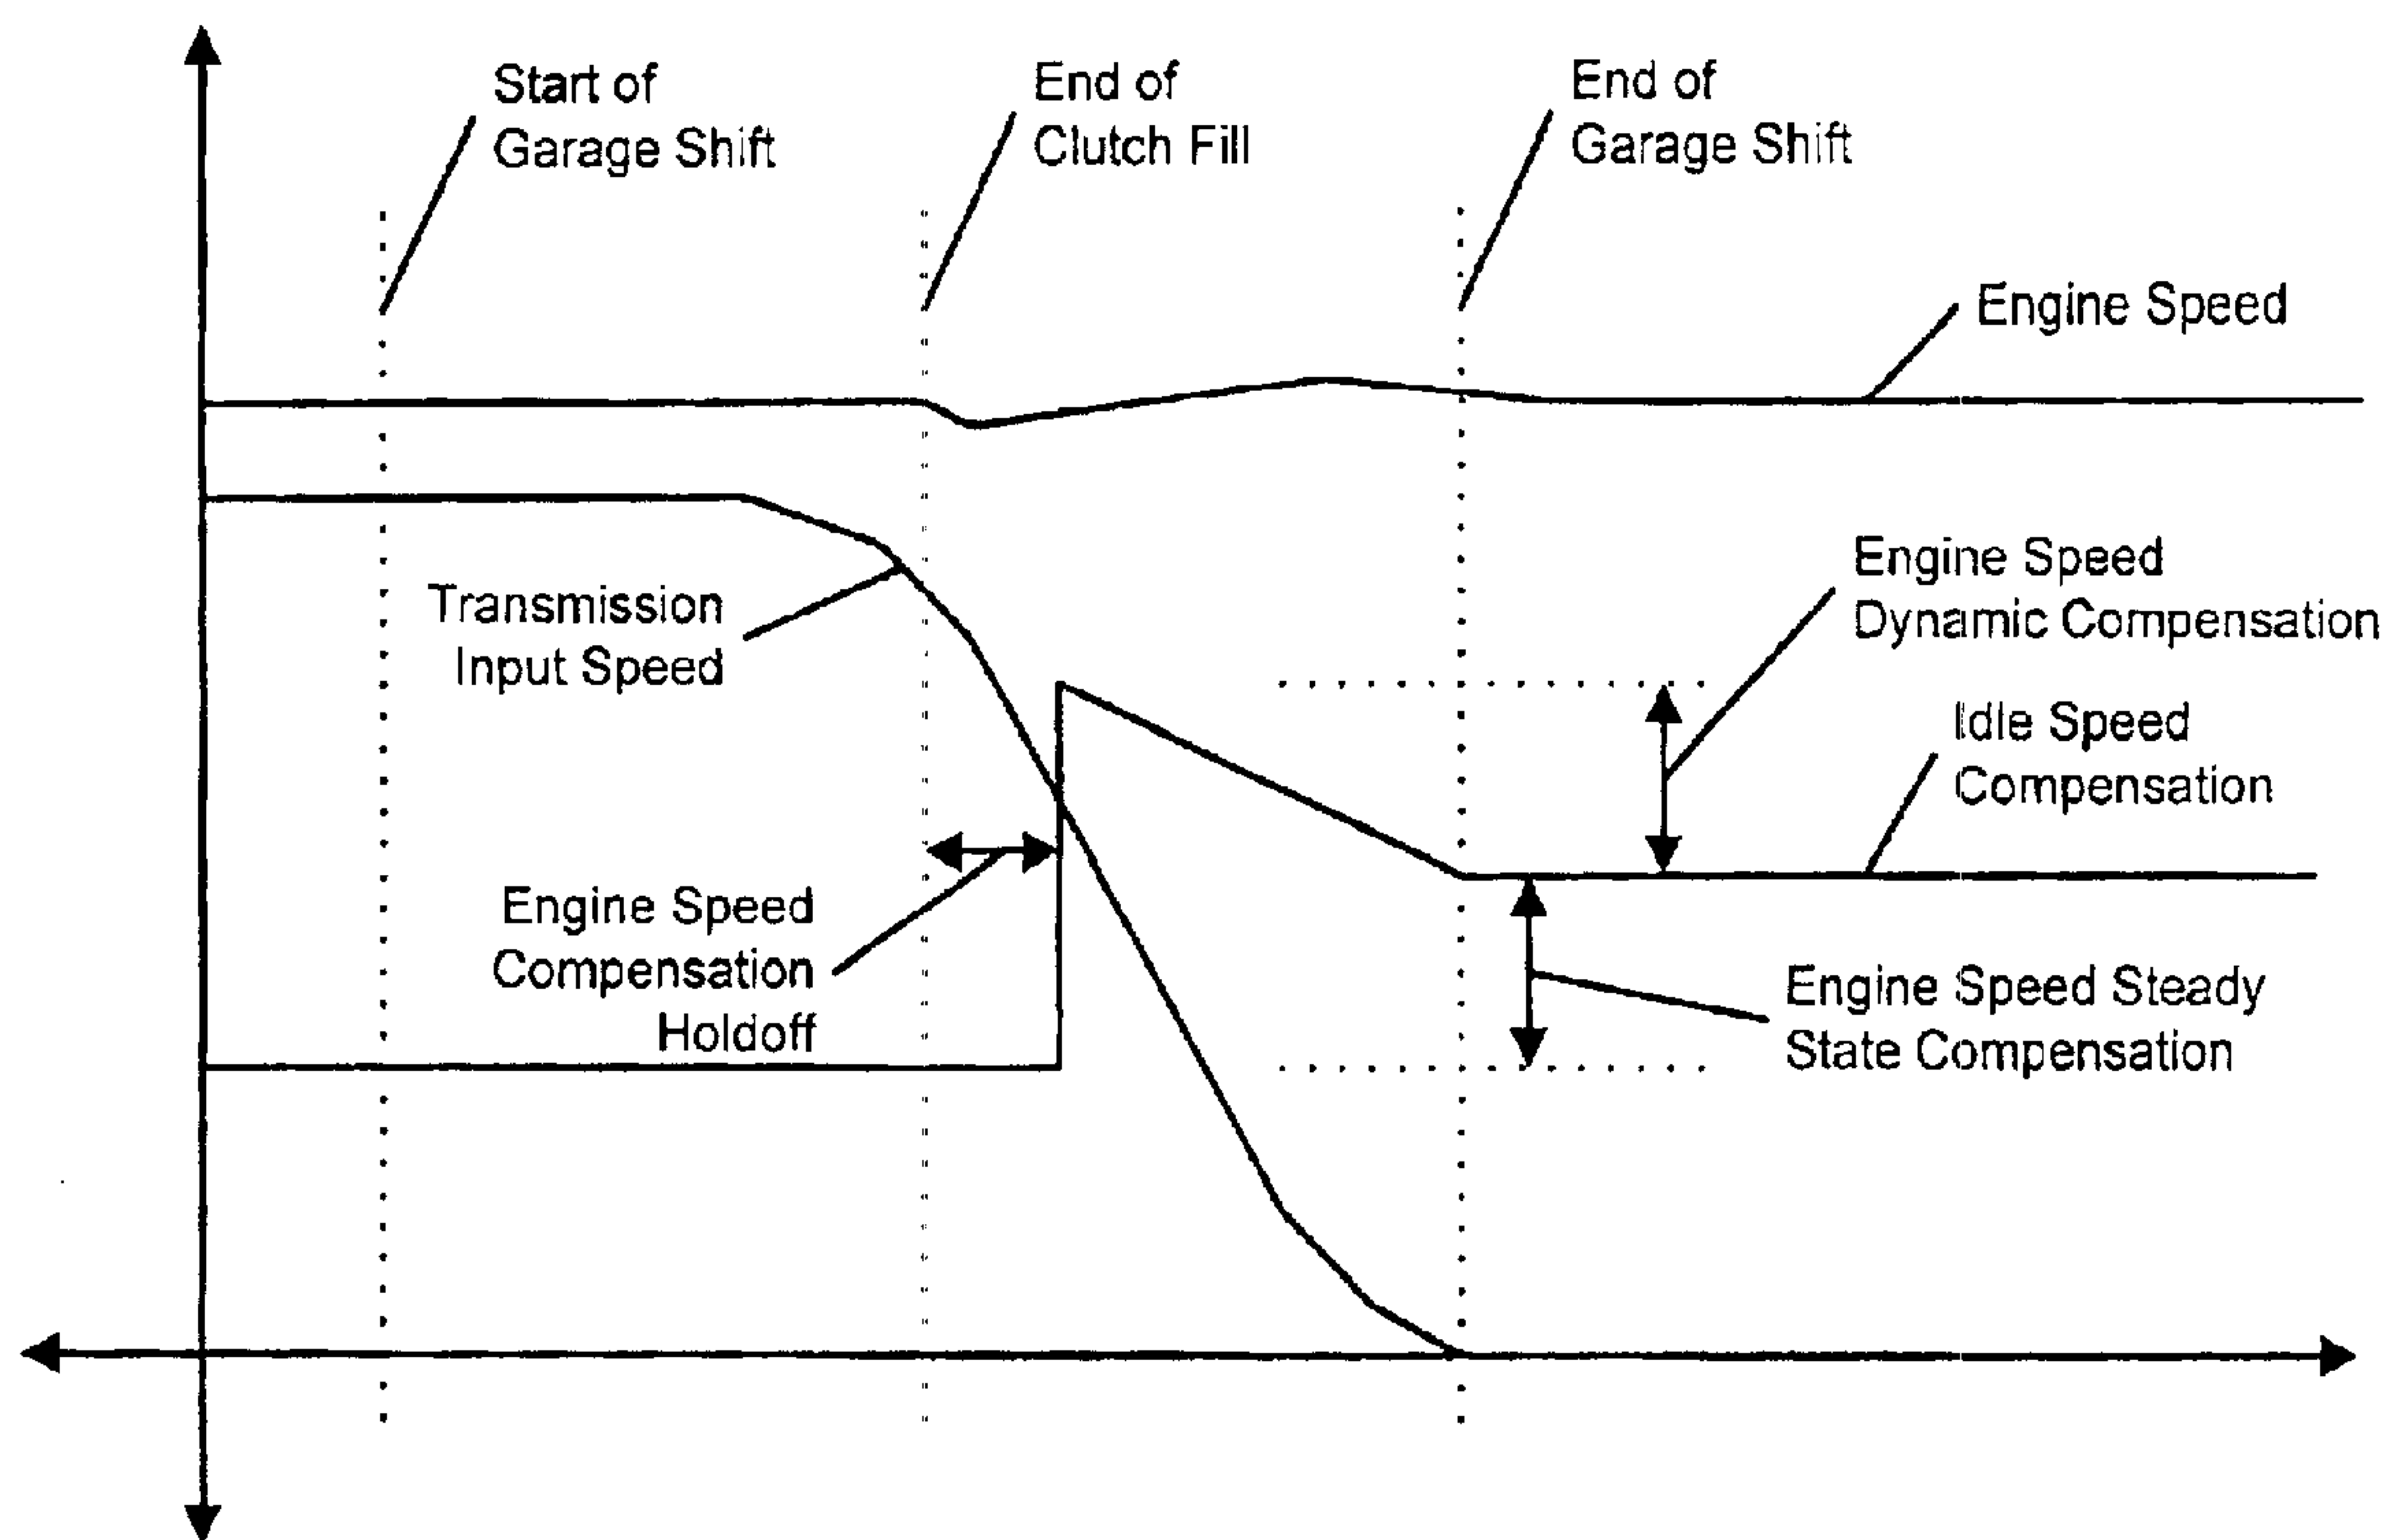 Start of
Garage Shift
End of
Clutch Fill
End of
Garage Shift
Engine Speed
Transmission
Input Speed
Engine Speed
Dynamic Compensation
Idle Speed
Compensation
Engine Speed
Compensation
Holdoff
Engine Speed Steady
State Compensation